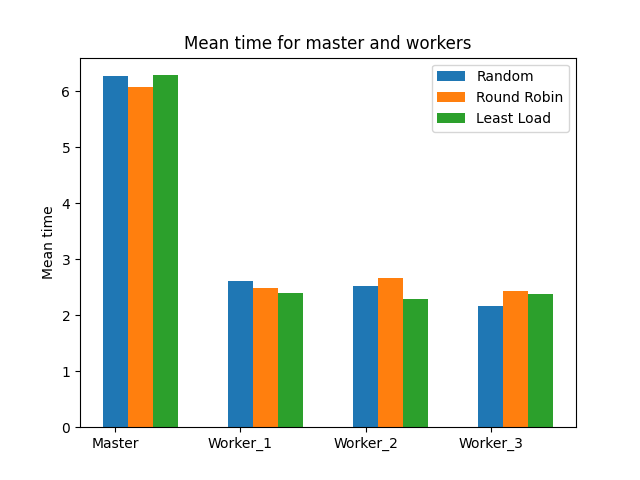 Mean time for master and workers
Random
Round Robin
Least Load
Mean time
6
5
4
3
2
1
0
Master
Worker_1
Worker_2
Worker_3